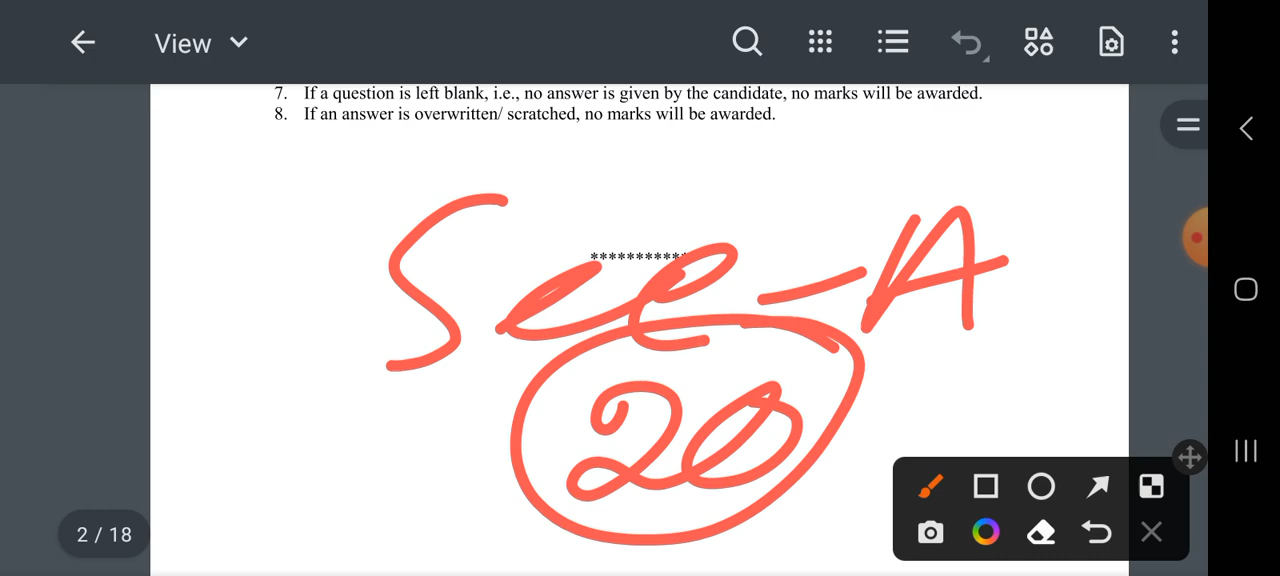 View
7. If a question is left blank, i.e., no answer is given by the candidate, no marks will be awarded.
8. If an answer is overwritten/ scratched, no marks will be awarded.
***********
Sec-A
20
2 / 18